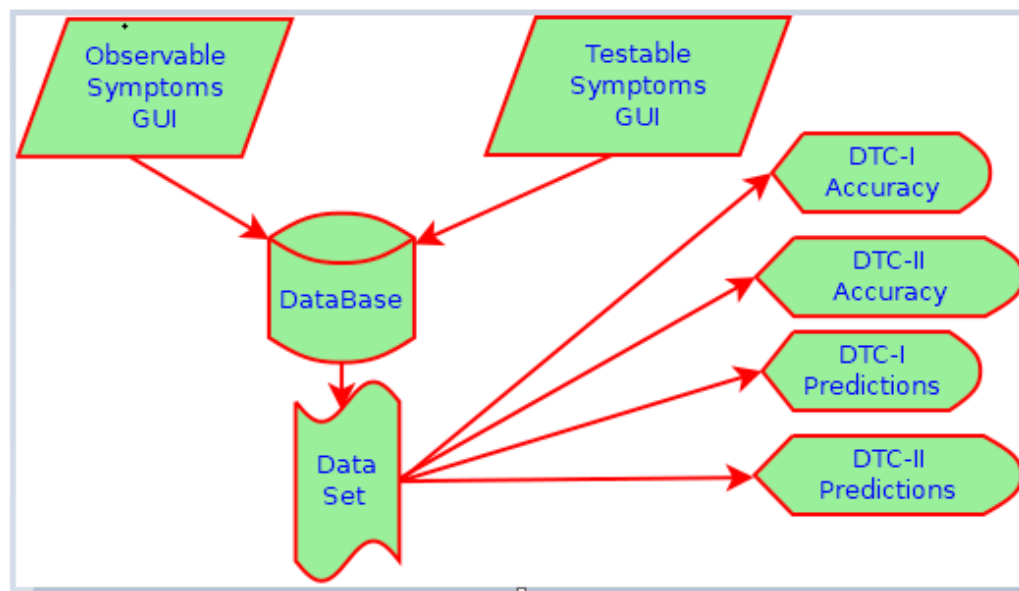 Observable
Symptoms
GUI
Testable
Symptoms
GUI
DTC-I
Accuracy
DTC-II
Accuracy
DataBase
DTC-I
Predictions
Data
Set
DTC-II
Predictions